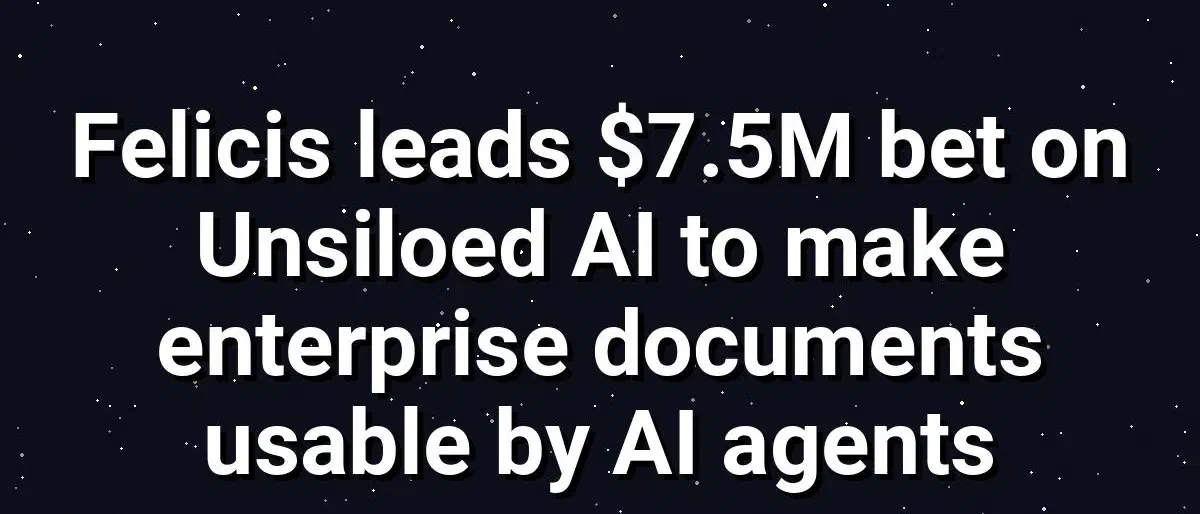 Felicis leads $7.5M bet on
Unsiloed AI to make
enterprise documents
usable by AI agents